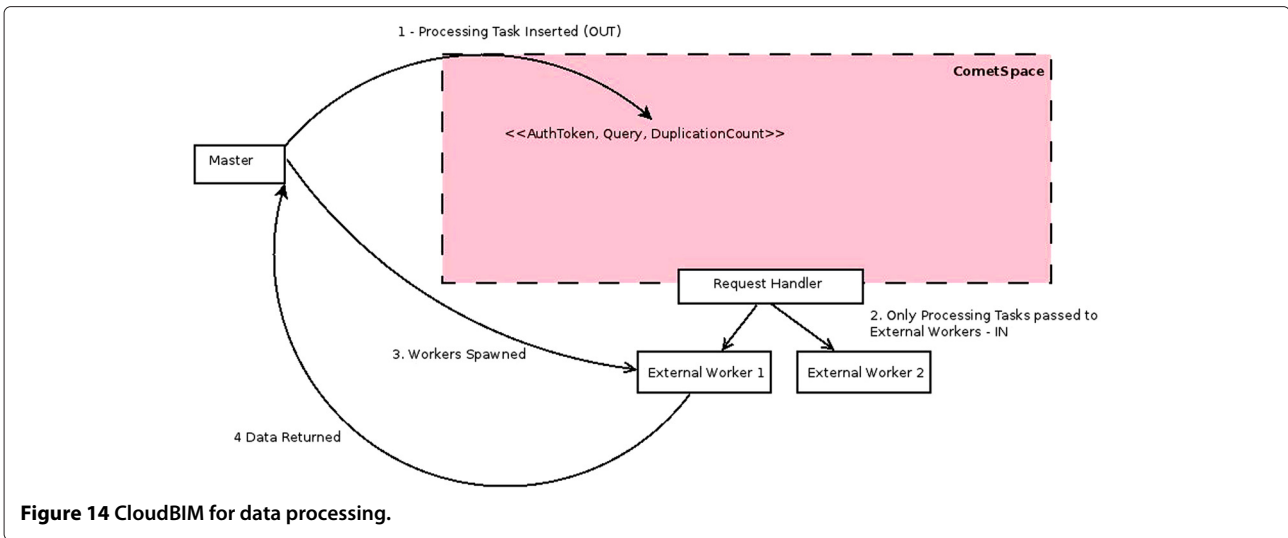 1 - Processing Task Inserted (OUT)
CometSpace
<<AuthToken, Query, DuplicationCount>>
Master
Request Handler
2. Only Processing Tasks passed to
External Workers - IN
3. Workers Spawned
External Worker 1
External Worker 2
4 Data Returned
Figure 14 CloudBIM for data processing.